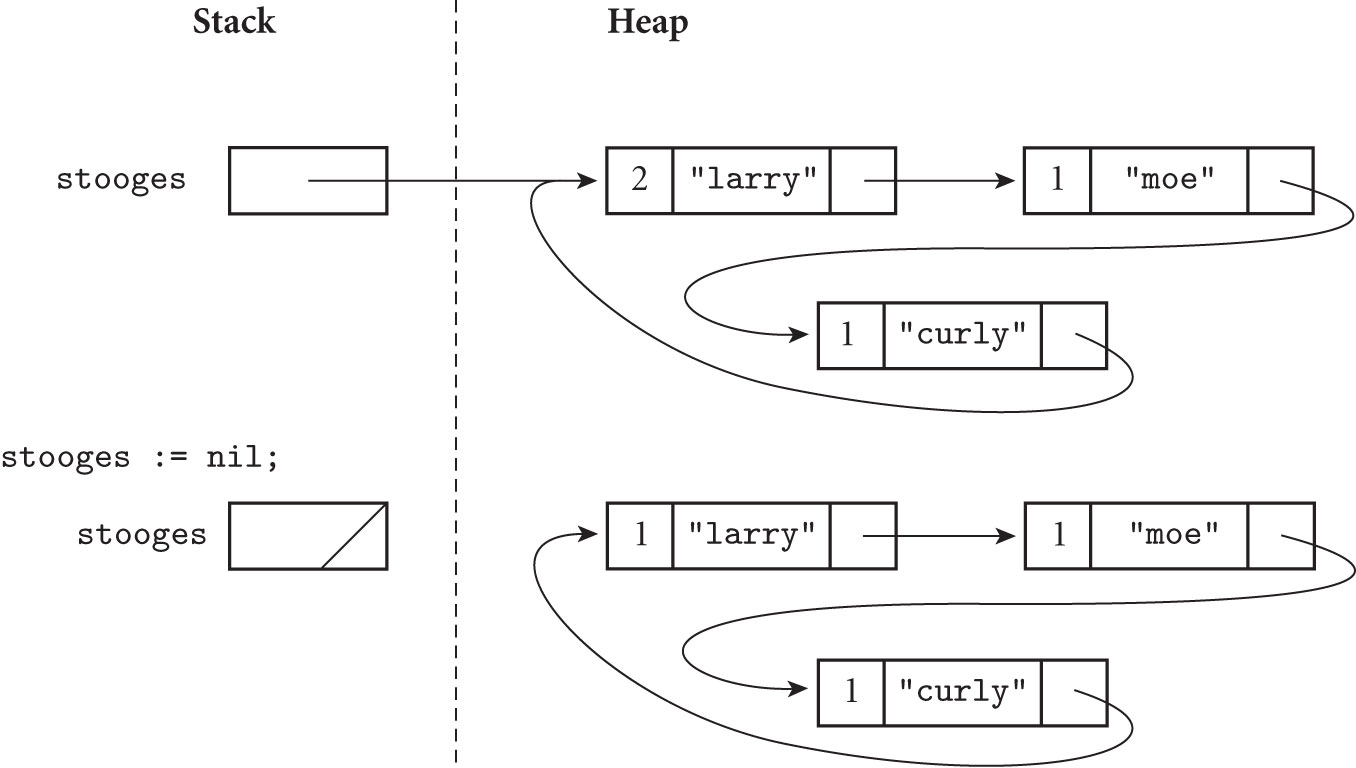 Stack Heap
stooges 2 "larry" 1 "moe"
1 "curly"
stooges := nil;
stooges 1 "larry" 1 "moe"
1 "curly"